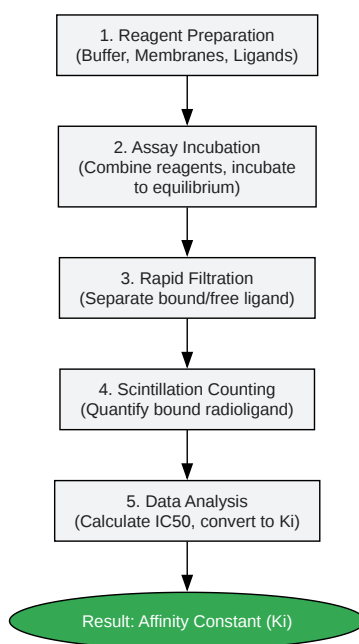 1. Reagent Preparation
(Buffer, Membranes, Ligands)
2. Assay Incubation
(Combine reagents, incubate
to equilibrium)
3. Rapid Filtration
(Separate bound/free ligand)
4. Scintillation Counting
(Quantify bound radioligand)
5. Data Analysis
(Calculate IC50, convert to Ki)
Result: Affinity Constant (Ki)